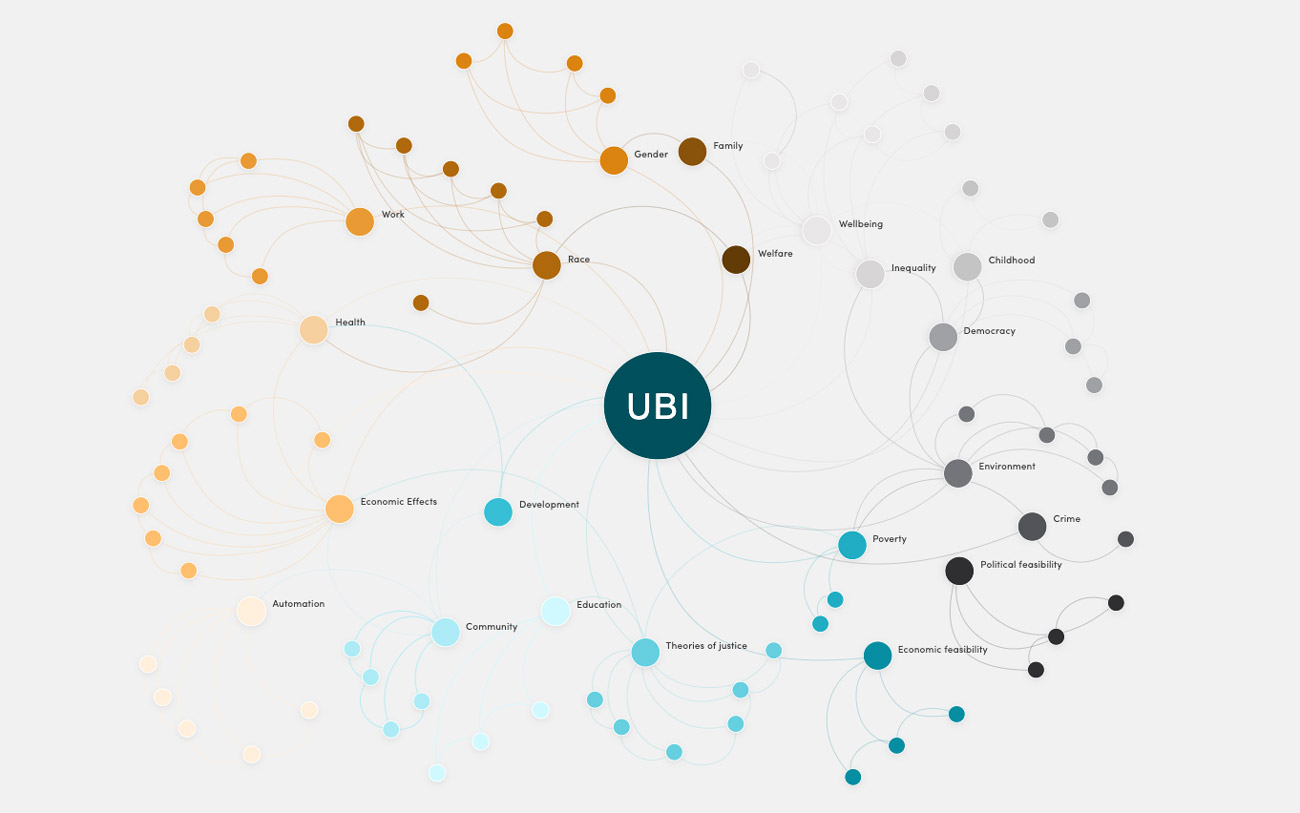 Gender
Family
Work
Wellbeing
Welfare
Race
Inequality
Childhood
Health
Democracy
UBI
Environment
Economic Effects
Development
Crime
Poverty
Political feasibility
Automation
Education
Community
Theories of justice
Economic feasibility